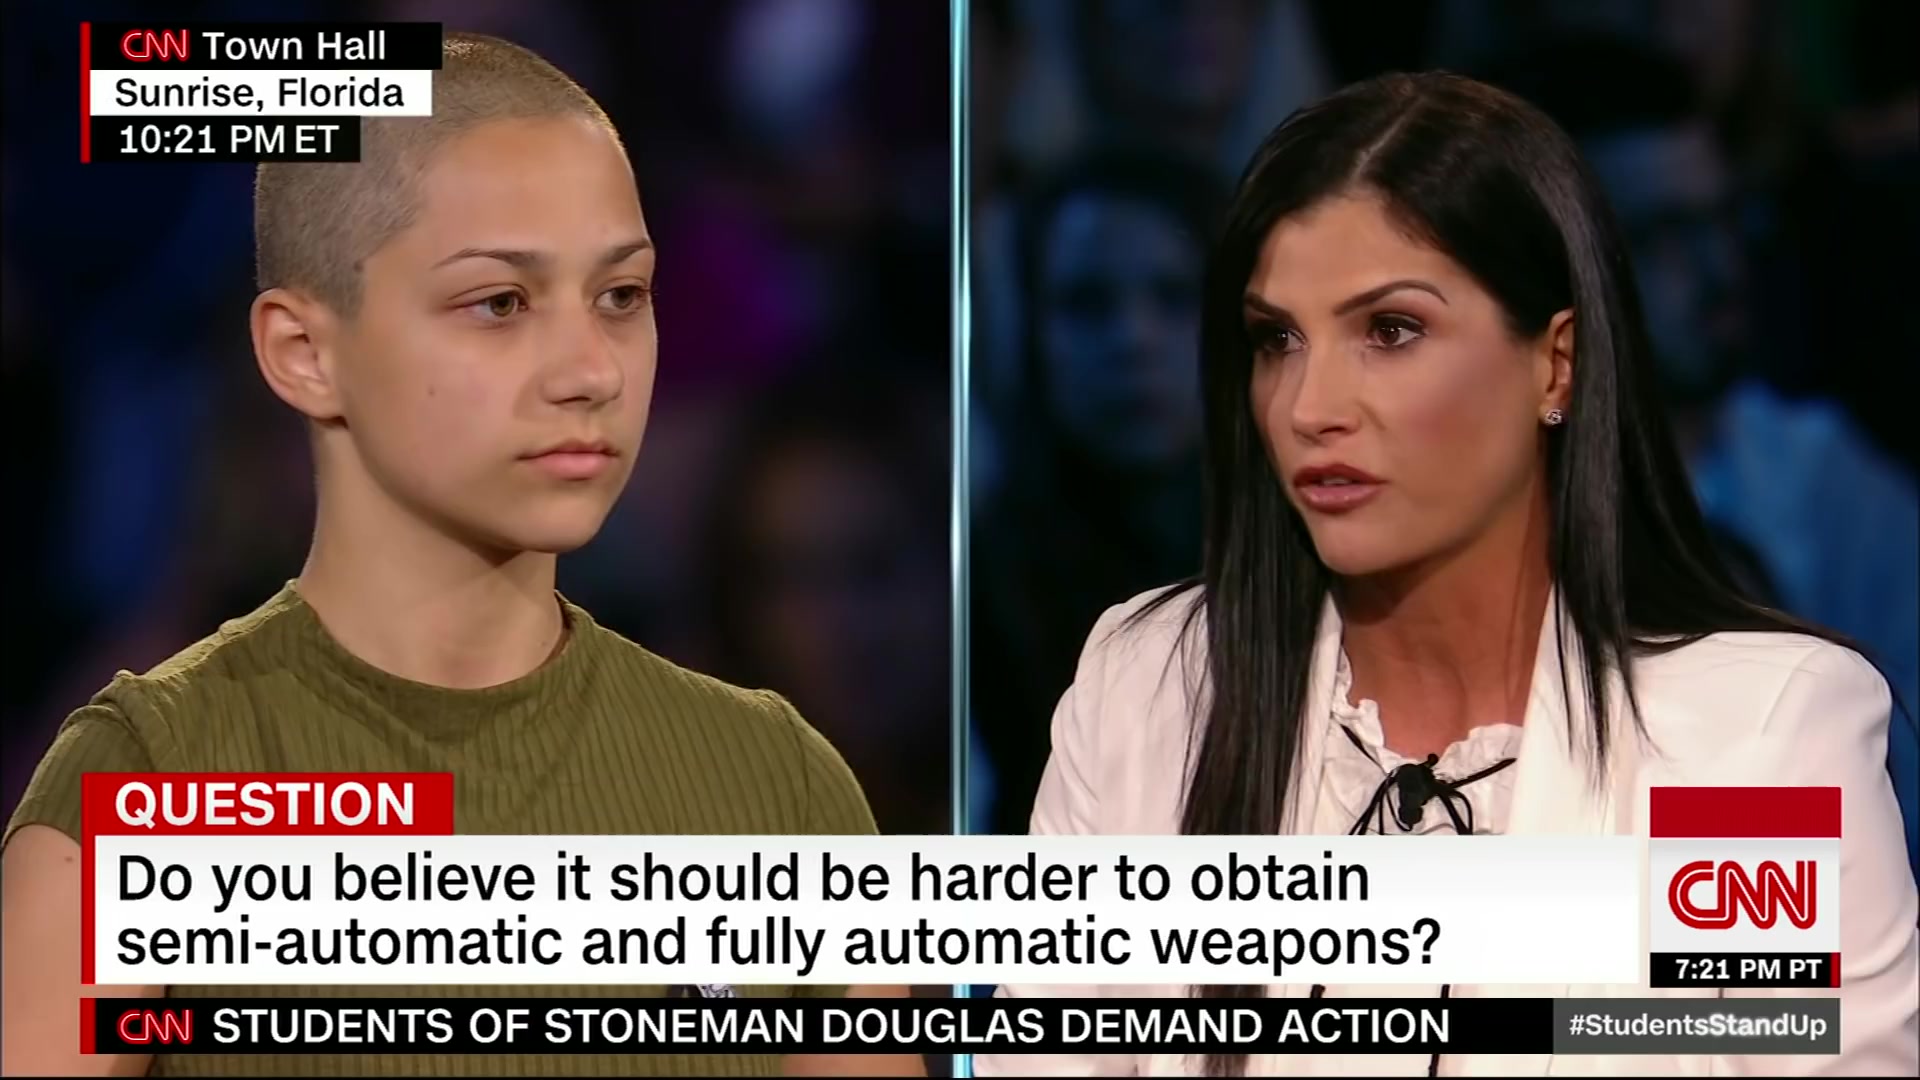 CNN Town Hall
Sunrise, Florida
10:21 PM ET
QUESTION
Do you believe it should be harder to obtain
semi-automatic and fully automatic weapons?
CNN
7:21 PM PT
CNN STUDENTS OF STONEMAN DOUGLAS DEMAND ACTION
#StudentsStandUp